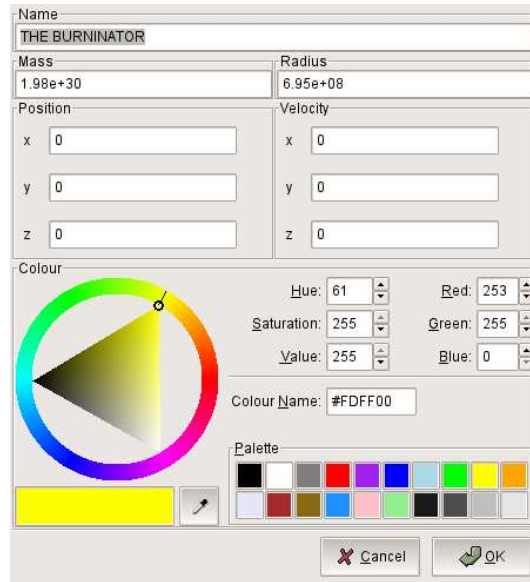 Name
THE BURNINATOR
Mass Radius
1.98e+30 6.95e+08
Position Velocity
x 0 x 0
y 0 y 0
z 0 z 0
Colour
Hue: 61 Red: 253
Saturation: 255 Green: 255
Value: 255 Blue: 0
Colour Name: #FDFF00
Palette
Cancel OK